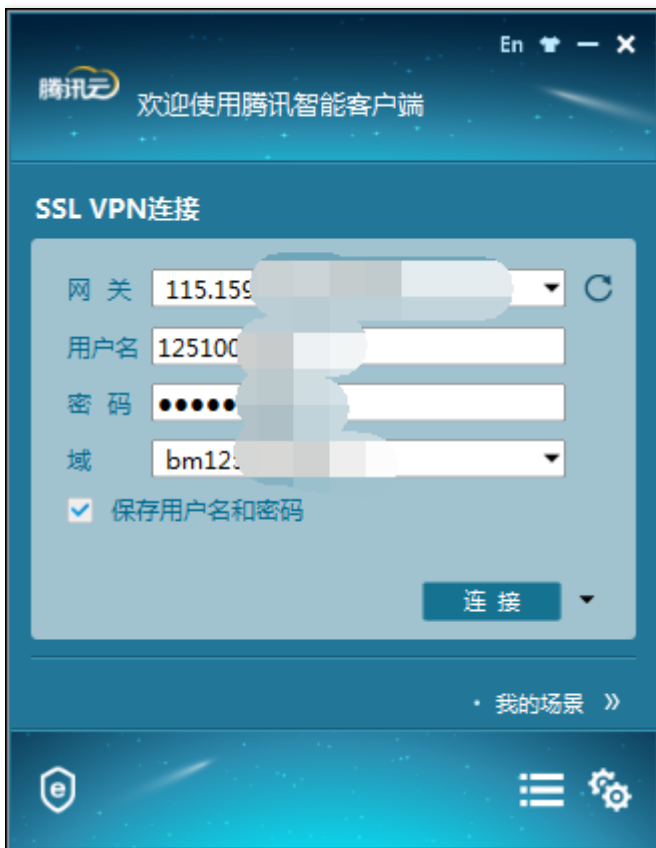 En
腾讯云
欢迎使用腾讯智能客户端
SSL VPN连接
网 关 115.159
用户名 125100
密 码 ●●●●●
域 bm12
保存用户名和密码
连 接
· 我的场景 »
e